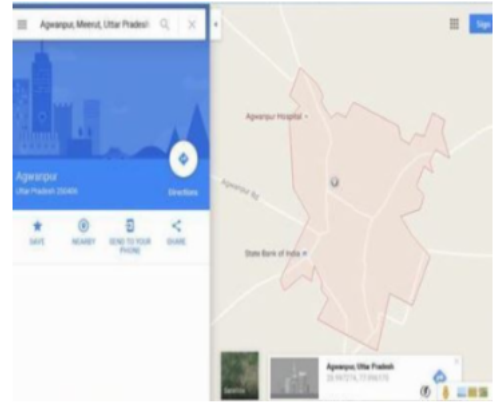 Agwanpur, Meerut, Uttar Pradesh
Sign
Agwanpur Hospital
Agwanpur
Uttar Pradesh
Directions
Agwanpur Rd
SAVE
NEARBY
SEND TO YOUR
PHONE
SHARE
State Bank of India
Agwanpur, Uttar Pradesh